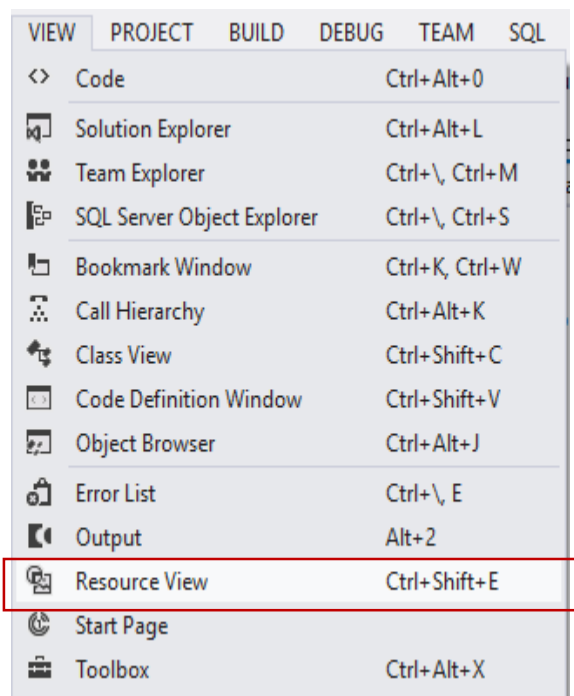 VIEW PROJECT BUILD DEBUG TEAM SQL
Code Ctrl+Alt+0
Solution Explorer Ctrl+Alt+L
Team Explorer Ctrl+\, Ctrl+M
SQL Server Object Explorer Ctrl+\, Ctrl+S
Bookmark Window Ctrl+K, Ctrl+W
Call Hierarchy Ctrl+Alt+K
Class View Ctrl+Shift+C
Code Definition Window Ctrl+Shift+V
Object Browser Ctrl+Alt+J
Error List Ctrl+\, E
Output Alt+2
Resource View Ctrl+Shift+E
Start Page
Toolbox Ctrl+Alt+X